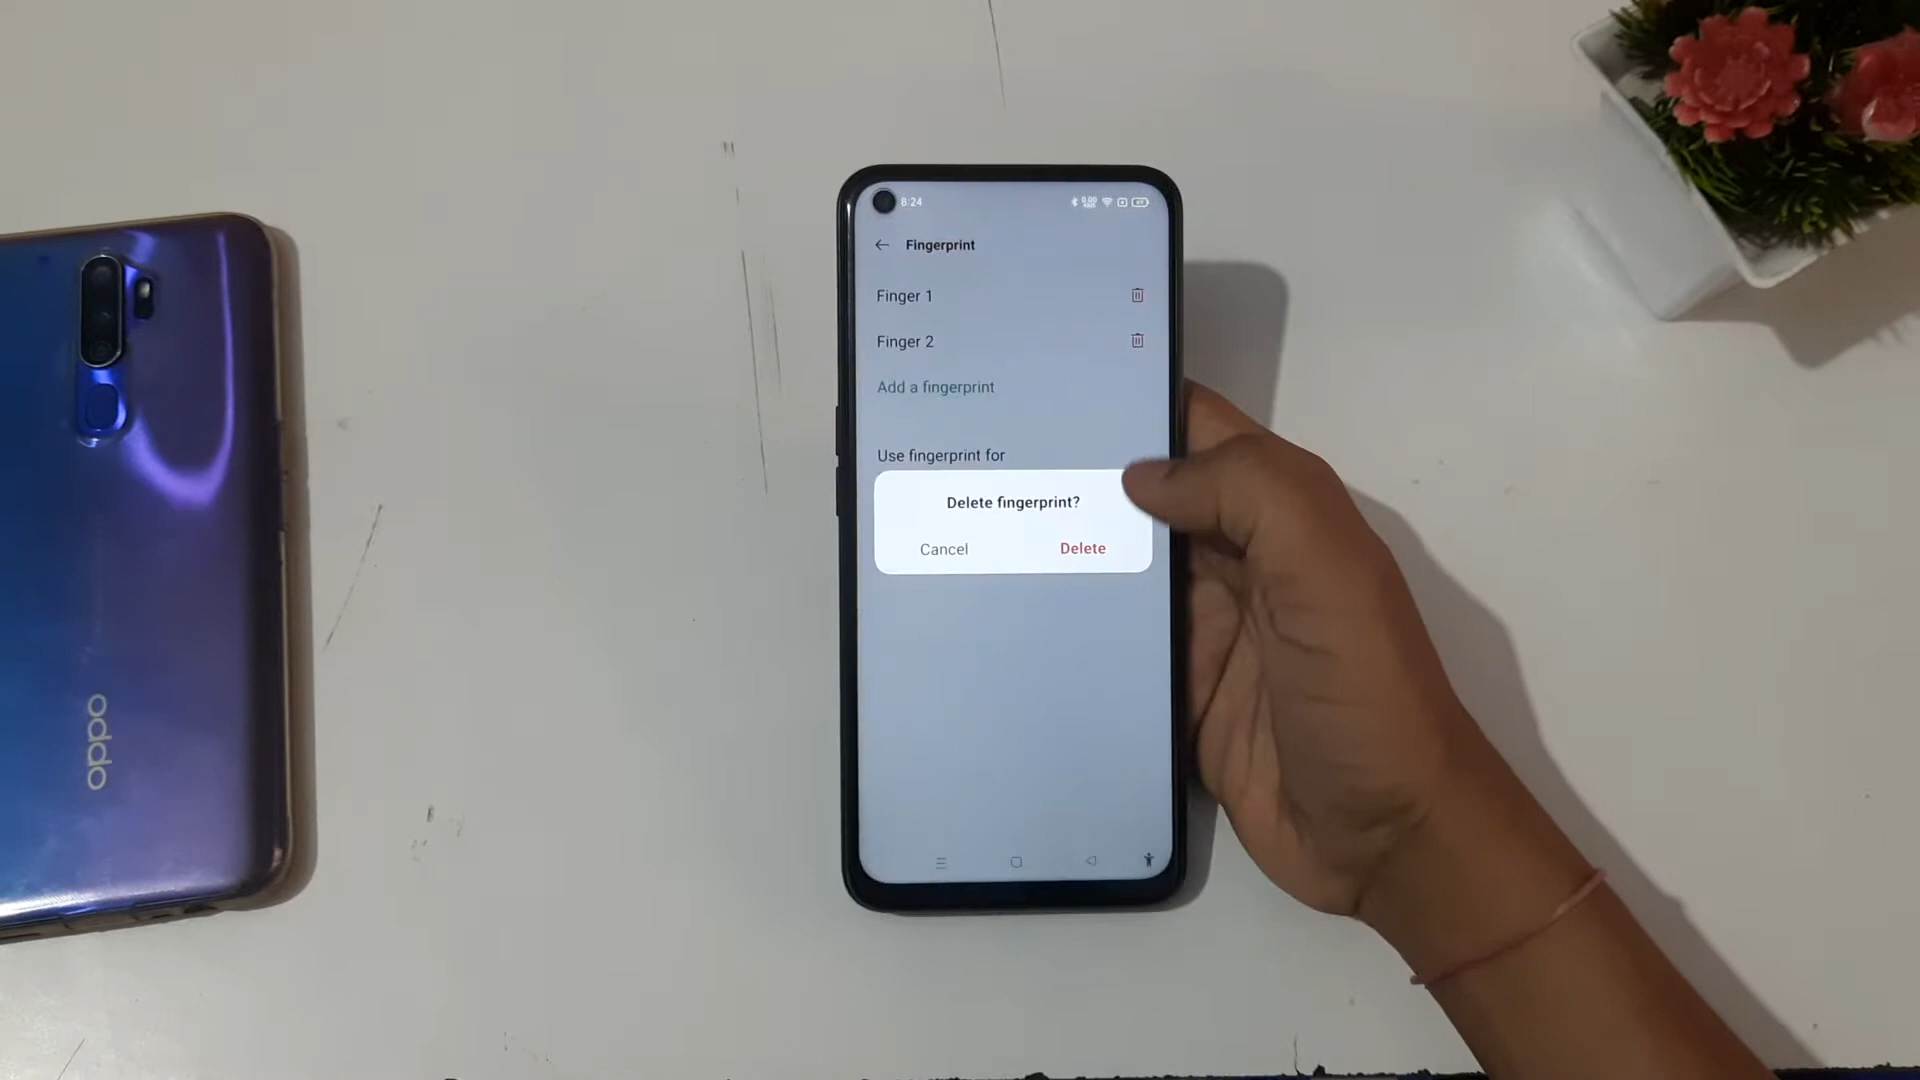 8:24
Fingerprint
Finger 1
Finger 2
Add a fingerprint
Use fingerprint for
Delete fingerprint?
Cancel Delete
oppo